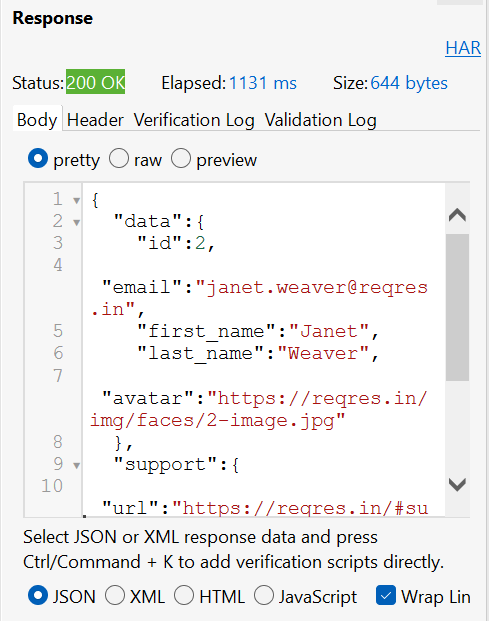 Response
HAR
Status: 200 OK Elapsed: 1131 ms Size: 644 bytes
Body Header Verification Log Validation Log
pretty raw preview
1 {
2 "data":{
3 "id":2,
4
"email":"janet.weaver@reqres
.in",
5 "first_name":"Janet",
6 "last_name":"Weaver",
7
"avatar":"https://reqres.in/
img/faces/2-image.jpg"
8 },
9 "support":{
10
"url":"https://reqres.in/#su
Select JSON or XML response data and press
Ctrl/Command + K to add verification scripts directly.
JSON XML HTML JavaScript Wrap Lin